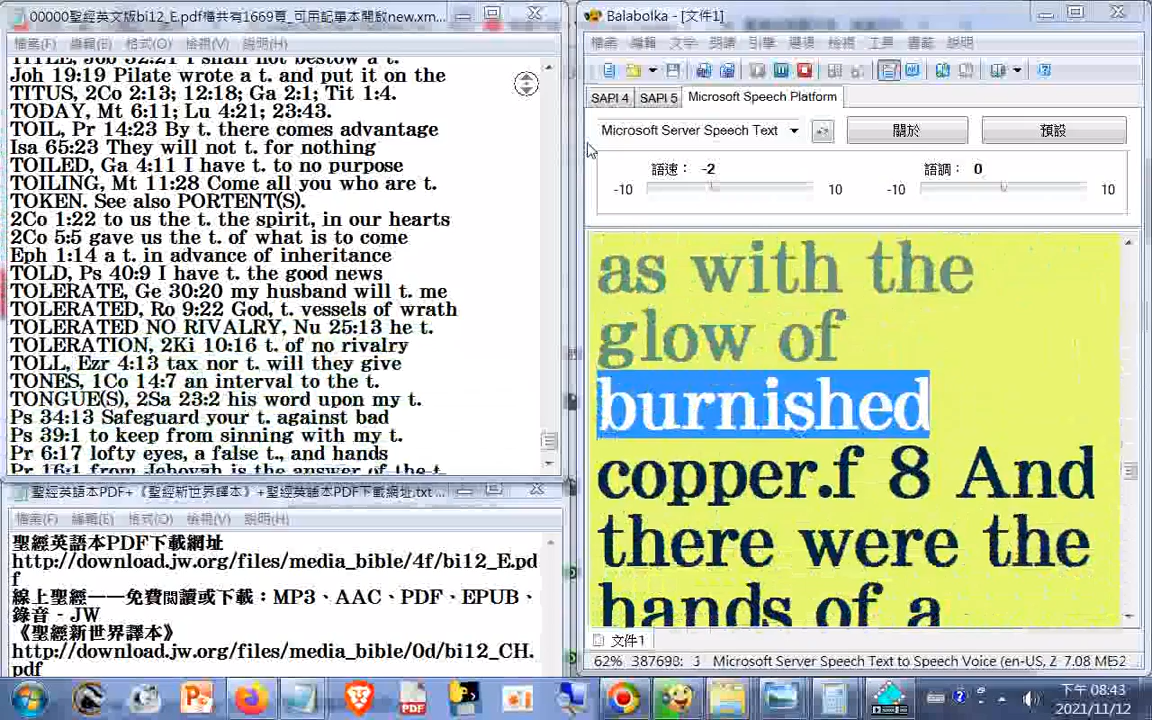 00000聖經英文版bi12_E.pdf檔共有1669頁_可用記事本開啟new.xm...
檔案(F) 編輯(E) 格式(O) 檢視(V) 說明(H)
TITLE, Job 32:21 I shall not bestow a t.
Joh 19:19 Pilate wrote a t. and put it on the
TITUS, 2Co 2:13; 12:18; Ga 2:1; Tit 1:4.
TODAY, Mt 6:11; Lu 4:21; 23:43.
TOIL, Pr 14:23 By t. there comes advantage
Isa 65:23 They will not t. for nothing
TOILED, Ga 4:11 I have t. to no purpose
TOILING, Mt 11:28 Come all you who are t.
TOKEN. See also PORTENT(S).
2Co 1:22 to us the t. the spirit, in our hearts
2Co 5:5 gave us the t. of what is to come
Eph 1:14 a t. in advance of inheritance
TOLD, Ps 40:9 I have t. the good news
TOLERATE, Ge 30:20 my husband will t. me
TOLERATED, Ro 9:22 God, t. vessels of wrath
TOLERATED NO RIVALRY, Nu 25:13 he t.
TOLERATION, 2Ki 10:16 t. of no rivalry
TOLL, Ezr 4:13 tax nor t. will they give
TONES, 1Co 14:7 an interval to the t.
TONGUE(S), 2Sa 23:2 his word upon my t.
Ps 34:13 Safeguard your t. against bad
Ps 39:1 to keep from sinning with my t.
Pr 6:17 lofty eyes, a false t., and hands
Pr 16:1 from Jehovah is the answer of the t.
聖經英語本PDF+《聖經新世界譯本》+聖經英語本PDF下載網址.txt ...
檔案(F) 編輯(E) 格式(O) 檢視(V) 說明(H)
聖經英語本PDF下載網址
http://download.jw.org/files/media_bible/4f/bi12_E.pd
f
線上聖經——免費閱讀或下載：MP3、AAC、PDF、EPUB、
錄音 - JW
《聖經新世界譯本》
http://download.jw.org/files/media_bible/0d/bi12_CH.
pdf
Balabolka - [文件1]
檔案 編輯 文字 朗讀 引擎 選項 檢視 工具 書籤 說明
SAPI 4 SAPI 5 Microsoft Speech Platform
Microsoft Server Speech Text 關於 預設
語速： -2 語調： 0
-10 10 -10 10
as with the
glow of
burnished
copper.f 8 And
there were the
hands of a
文件1
62% 387698: Microsoft Server Speech Text to Speech Voice (en-US, Z 7.08 MB
下午 08:43
2021/11/12